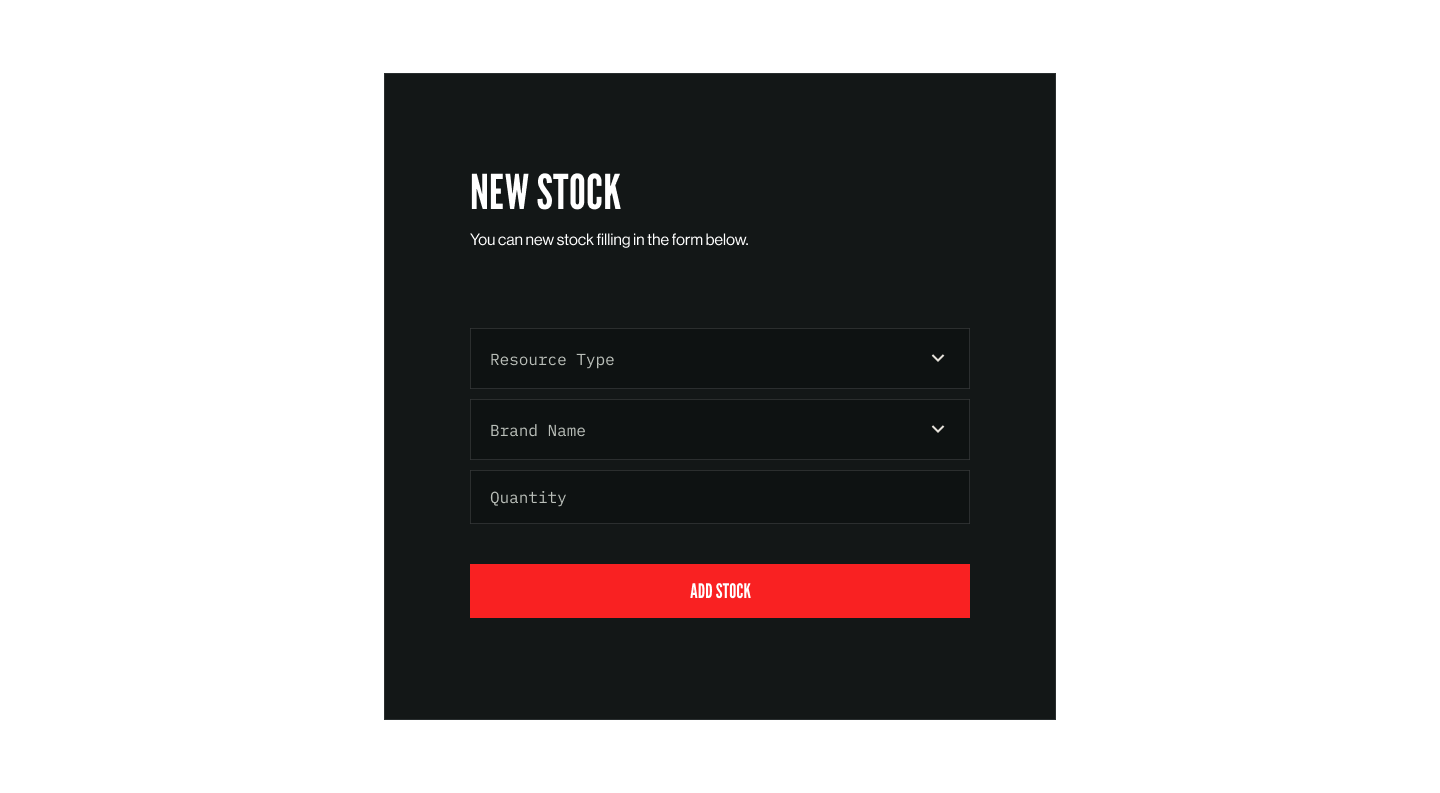 NEW STOCK
You can new stock filling in the form below.
Resource Type
Brand Name
Quantity
ADD STOCK